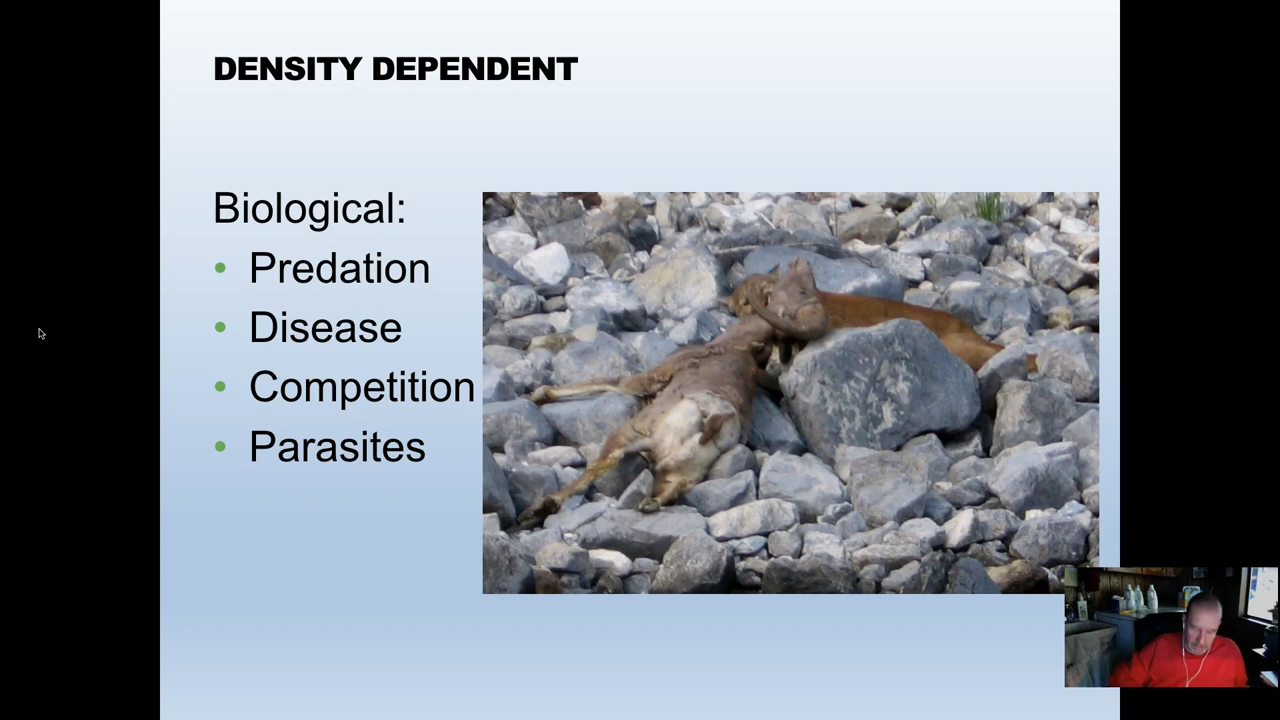 DENSITY DEPENDENT
Biological:
• Predation
• Disease
• Competition
• Parasites